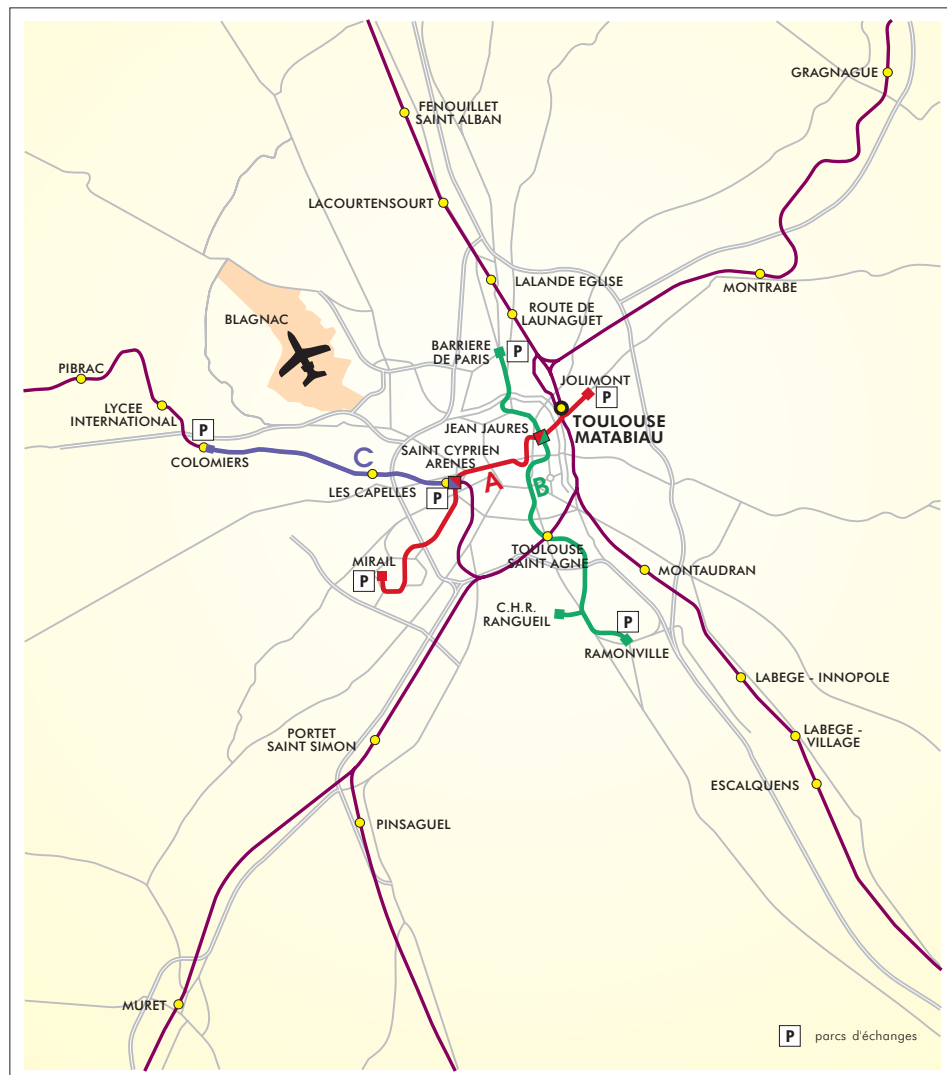 GRAGNAGUE
FENOUILLET
SAINT ALBAN
LACOURTENSOURT
LALANDE EGLISE
MONTRABE
ROUTE DE
LAUNAGUET
BLAGNAC
BARRIERE
DE PARIS
P
PIBRAC
JOLIMONT
P
LYCEE
INTERNATIONAL
P
JEAN JAURES
TOULOUSE
MATABIAU
COLOMIERS
C
SAINT CYPRIEN
ARENES
A
B
LES CAPELLES
P
MIRAIL
P
TOULOUSE
SAINT AGNE
MONTAUDRAN
C.H.R.
RANGUEIL
P
RAMONVILLE
LABEGE - INNOPOLE
PORTET
SAINT SIMON
LABEGE -
VILLAGE
ESCALQUENS
PINSAGUEL
MURET
P parcs d'échanges